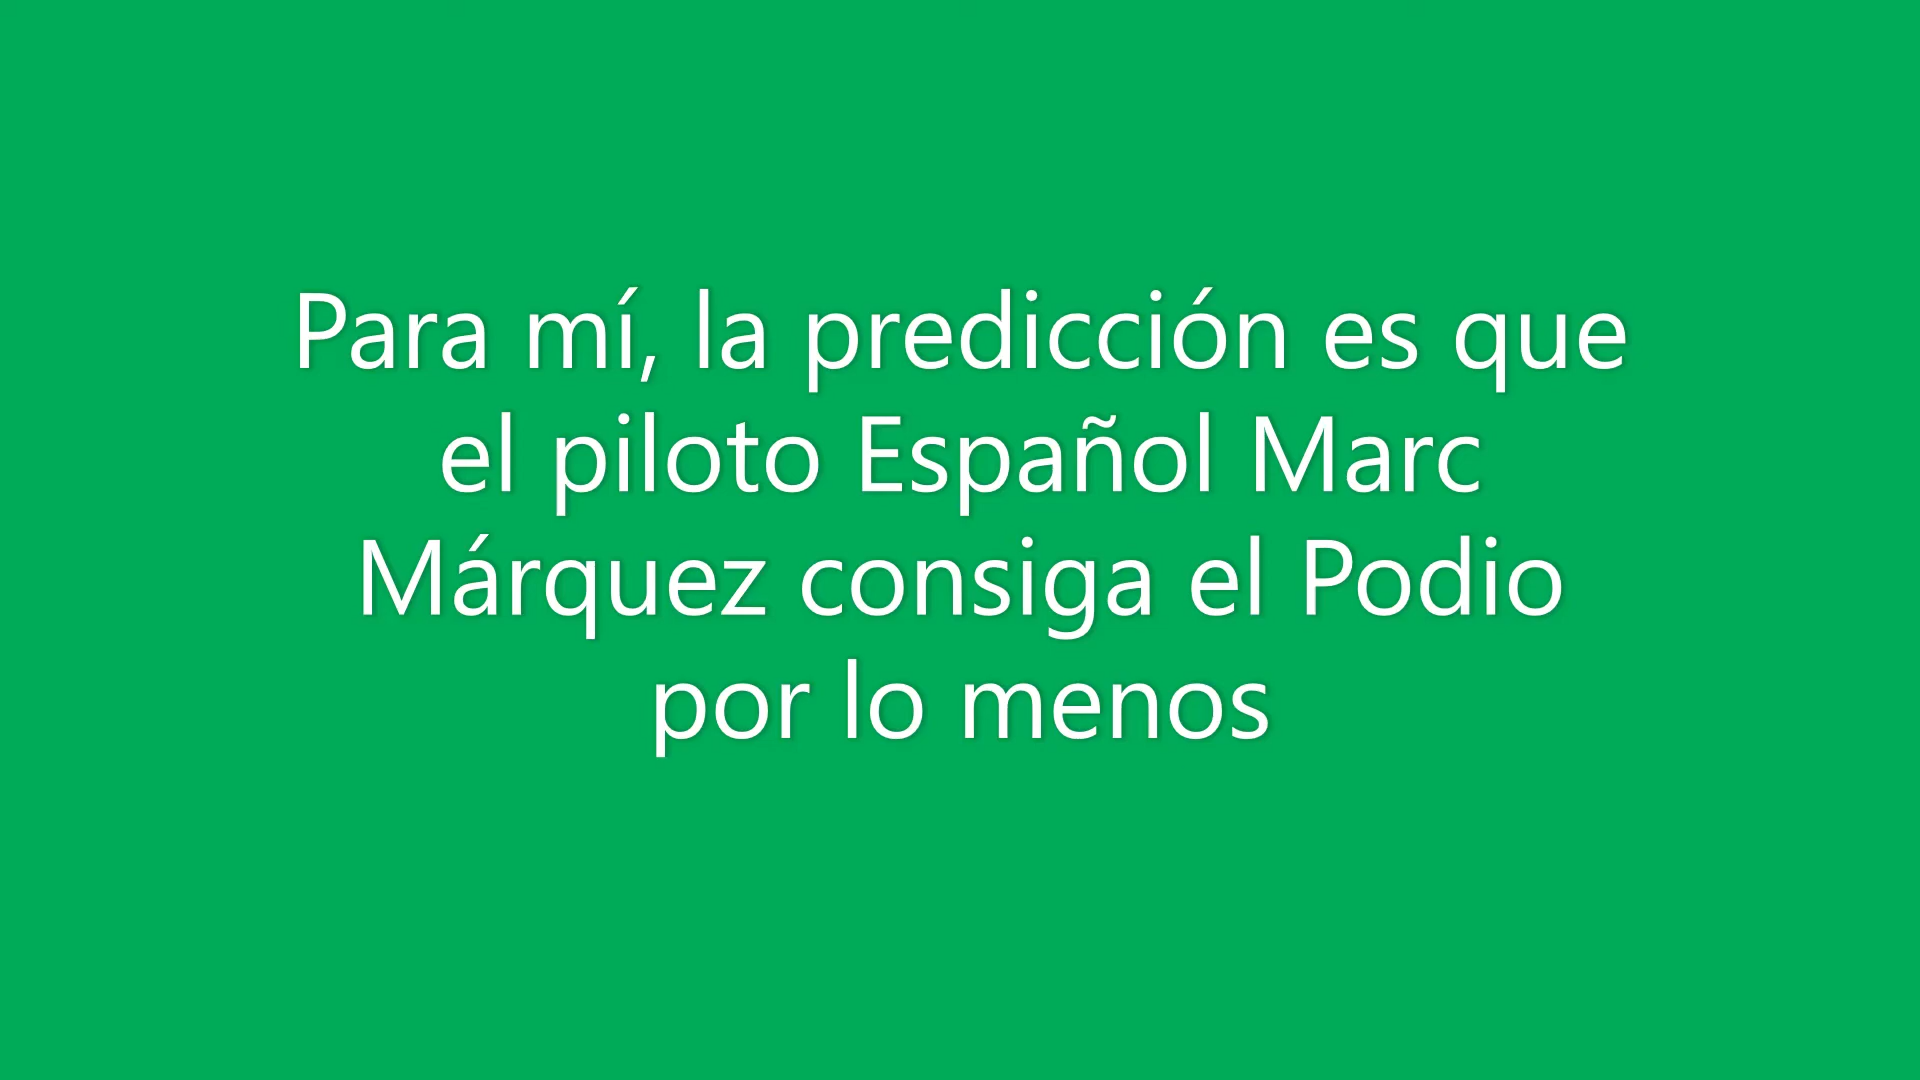 Para mí, la predicción es que
el piloto Español Marc
Márquez consiga el Podio
por lo menos